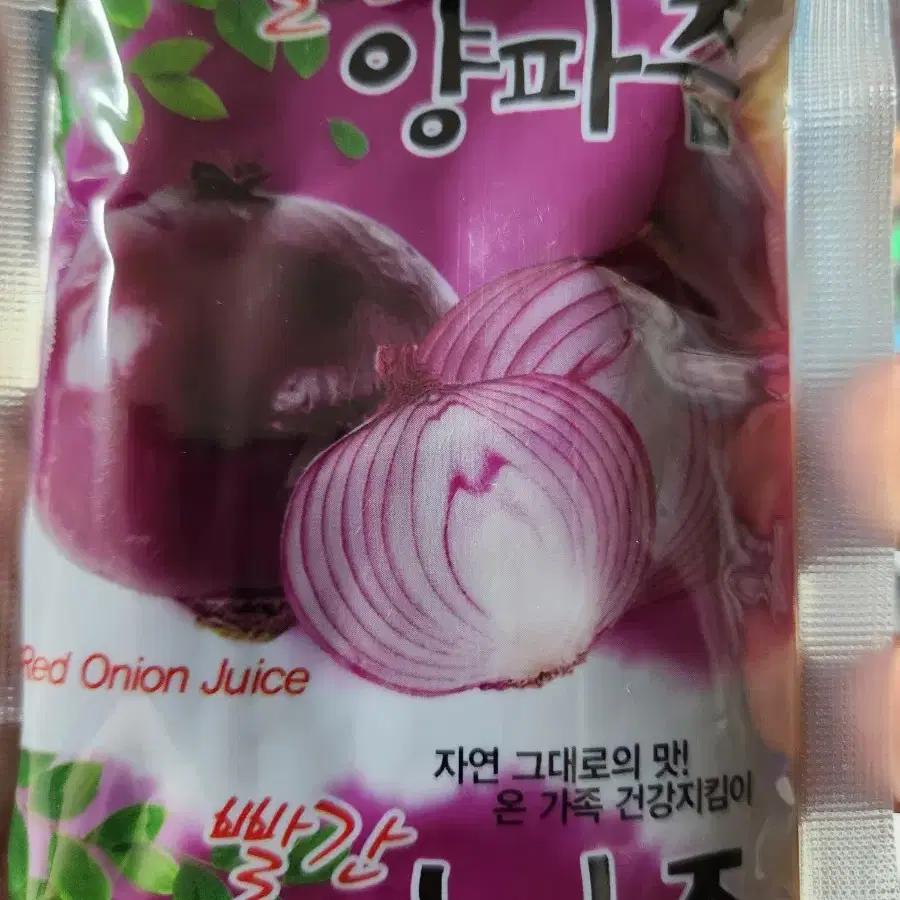 양파즙
Red Onion Juice
자연 그대로의 맛!
온 가족 건강지킴이
빨간